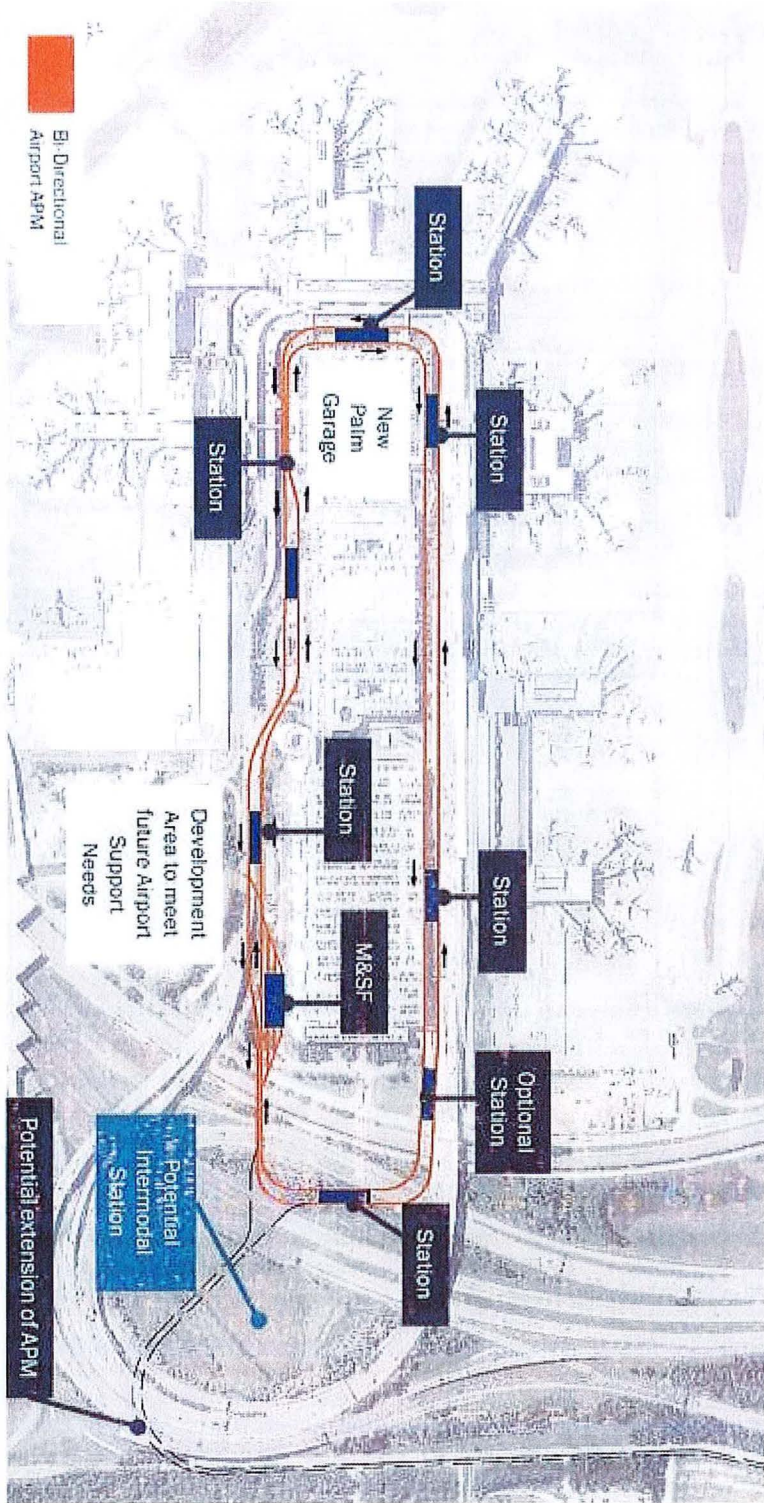 Station
Station
Optional
Station
Station
Station
New
Palm
Garage
Station
M&SF
Station
Development
Area to meet
future Airport
Support
Needs
Potential
Intermodal
Station
Bi-Directional
Airport APM
Potential extension of APM